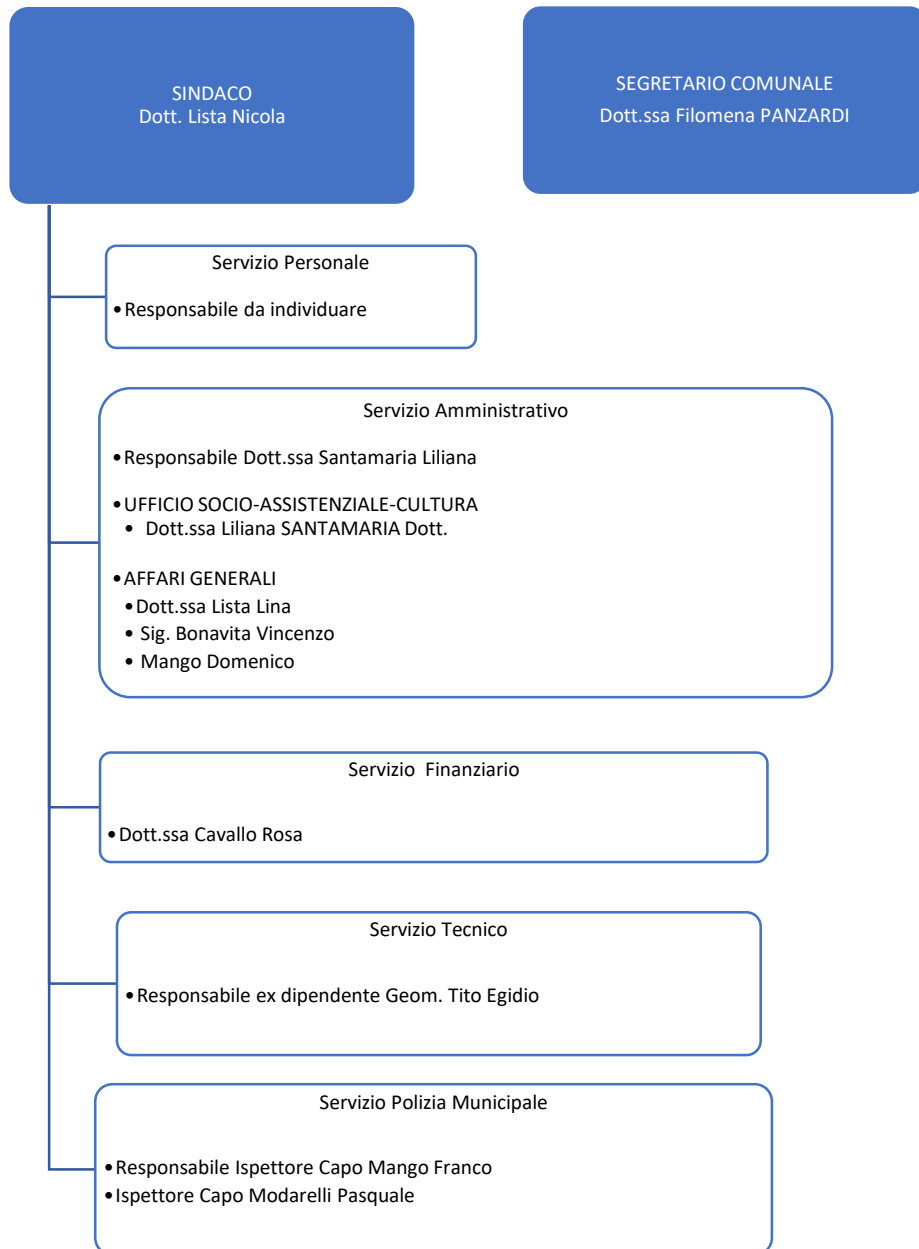 SINDACO
Dott. Lista Nicola
SEGRETARIO COMUNALE
Dott.ssa Filomena PANZARDI
Servizio Personale
•Responsabile da individuare
Servizio Amministrativo
•Responsabile Dott.ssa Santamaria Liliana
•UFFICIO SOCIO-ASSISTENZIALE-CULTURA
• Dott.ssa Liliana SANTAMARIA Dott.
•AFFARI GENERALI
•Dott.ssa Lista Lina
• Sig. Bonavita Vincenzo
• Mango Domenico
Servizio Finanziario
•Dott.ssa Cavallo Rosa
Servizio Tecnico
•Responsabile ex dipendente Geom. Tito Egidio
Servizio Polizia Municipale
•Responsabile Ispettore Capo Mango Franco
•Ispettore Capo Modarelli Pasquale